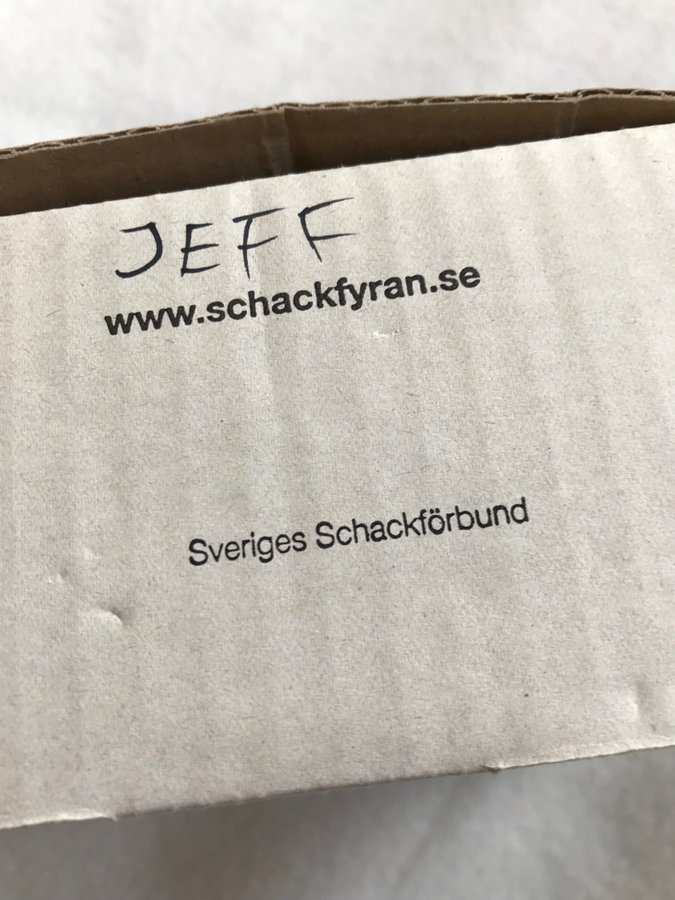 JEFF
www.schackfyran.se
Sveriges Schackförbund